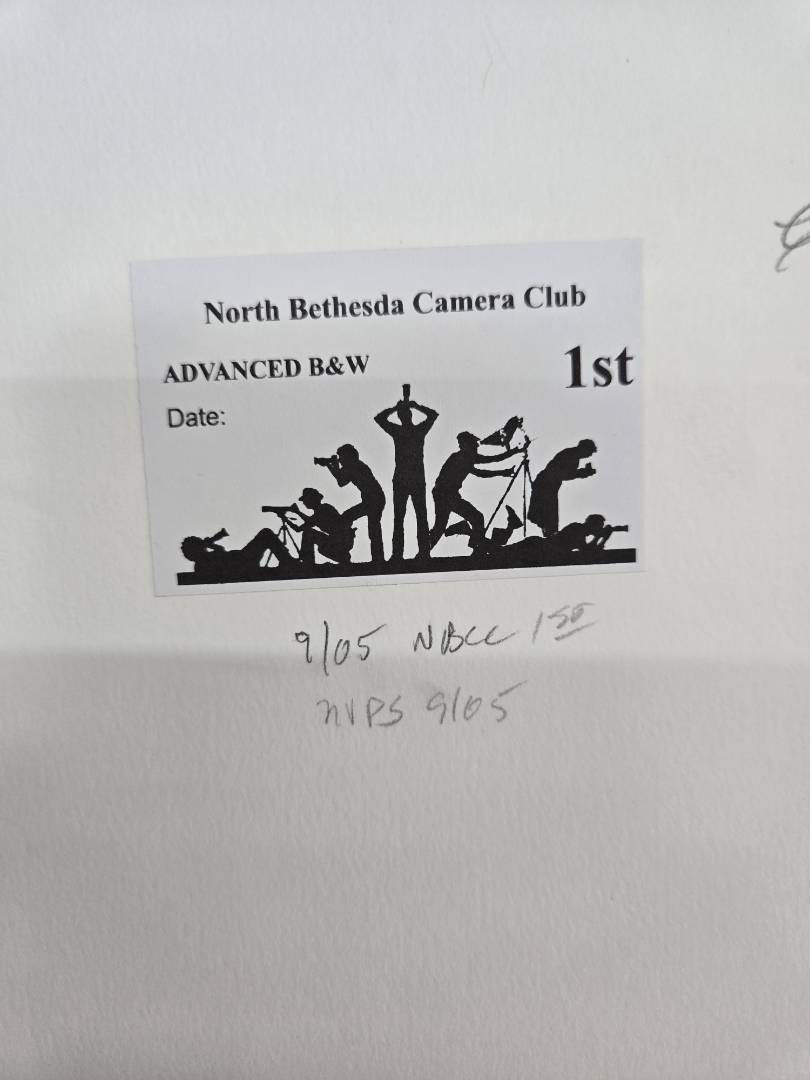 North Bethesda Camera Club
ADVANCED B&W
1st
Date:
9/05 NBCC 1st
NVPS 9/05